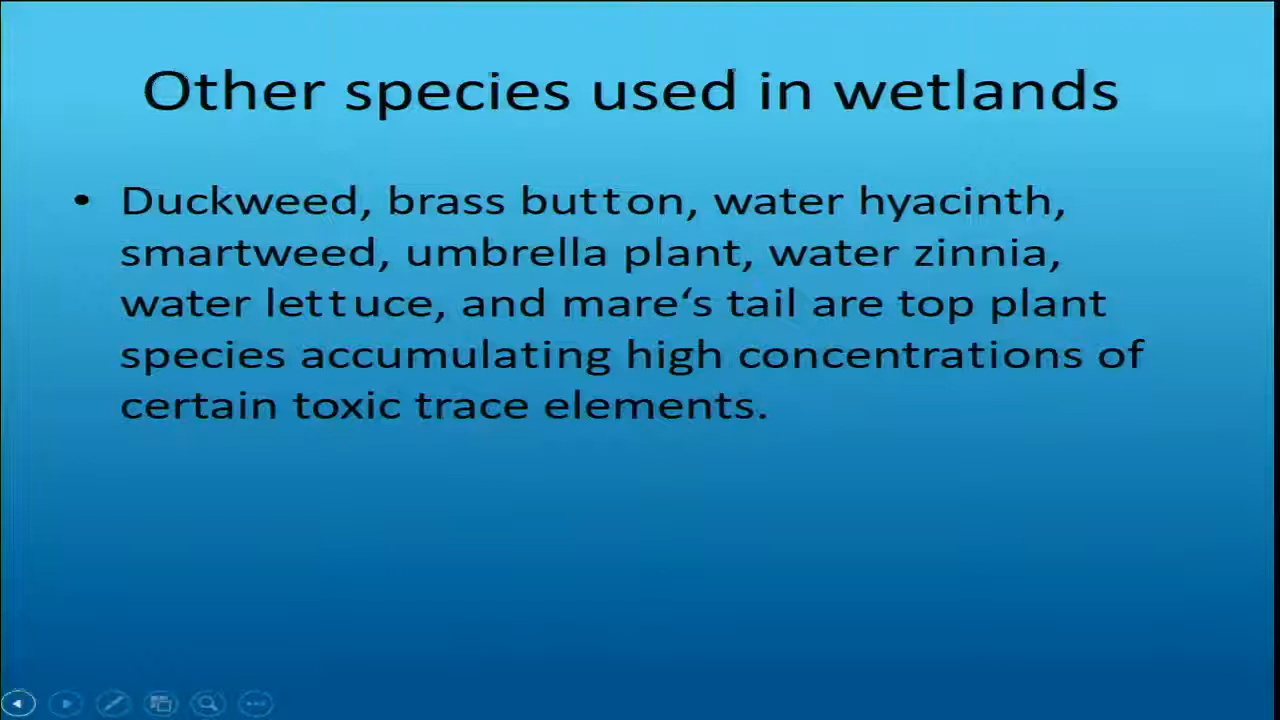 Other species used in wetlands
• Duckweed, brass button, water hyacinth,
smartweed, umbrella plant, water zinnia,
water lettuce, and mare‘s tail are top plant
species accumulating high concentrations of
certain toxic trace elements.